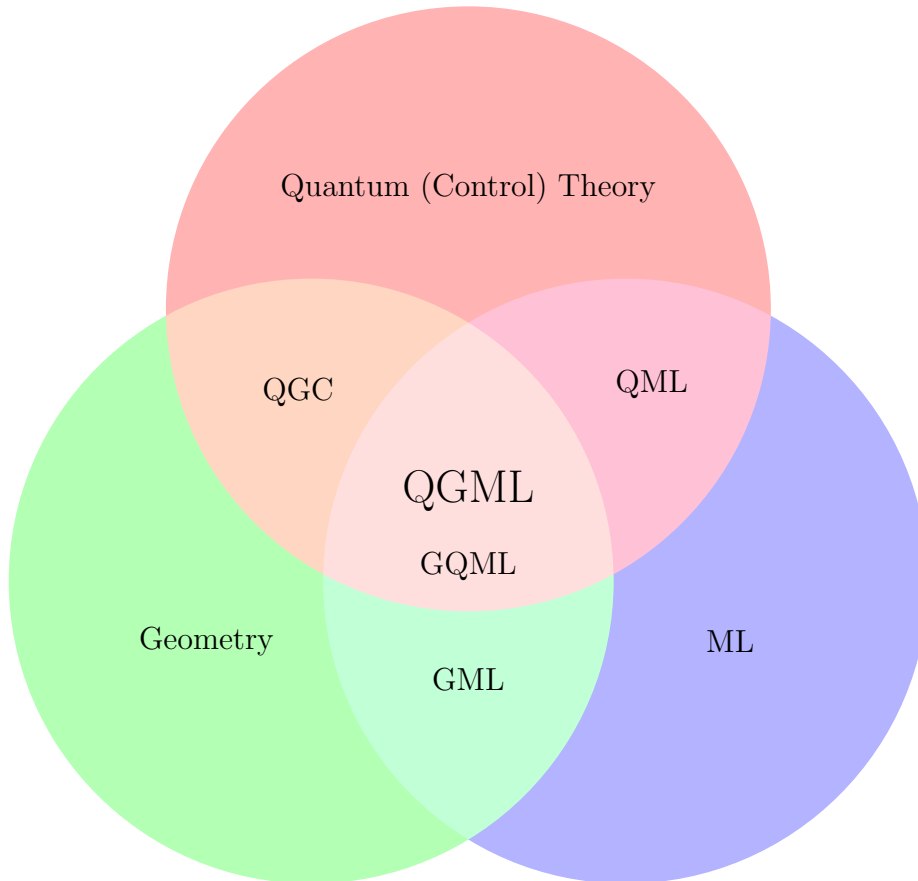 Quantum (Control) Theory
QGC
QML
QGML
GQML
Geometry
ML
GML